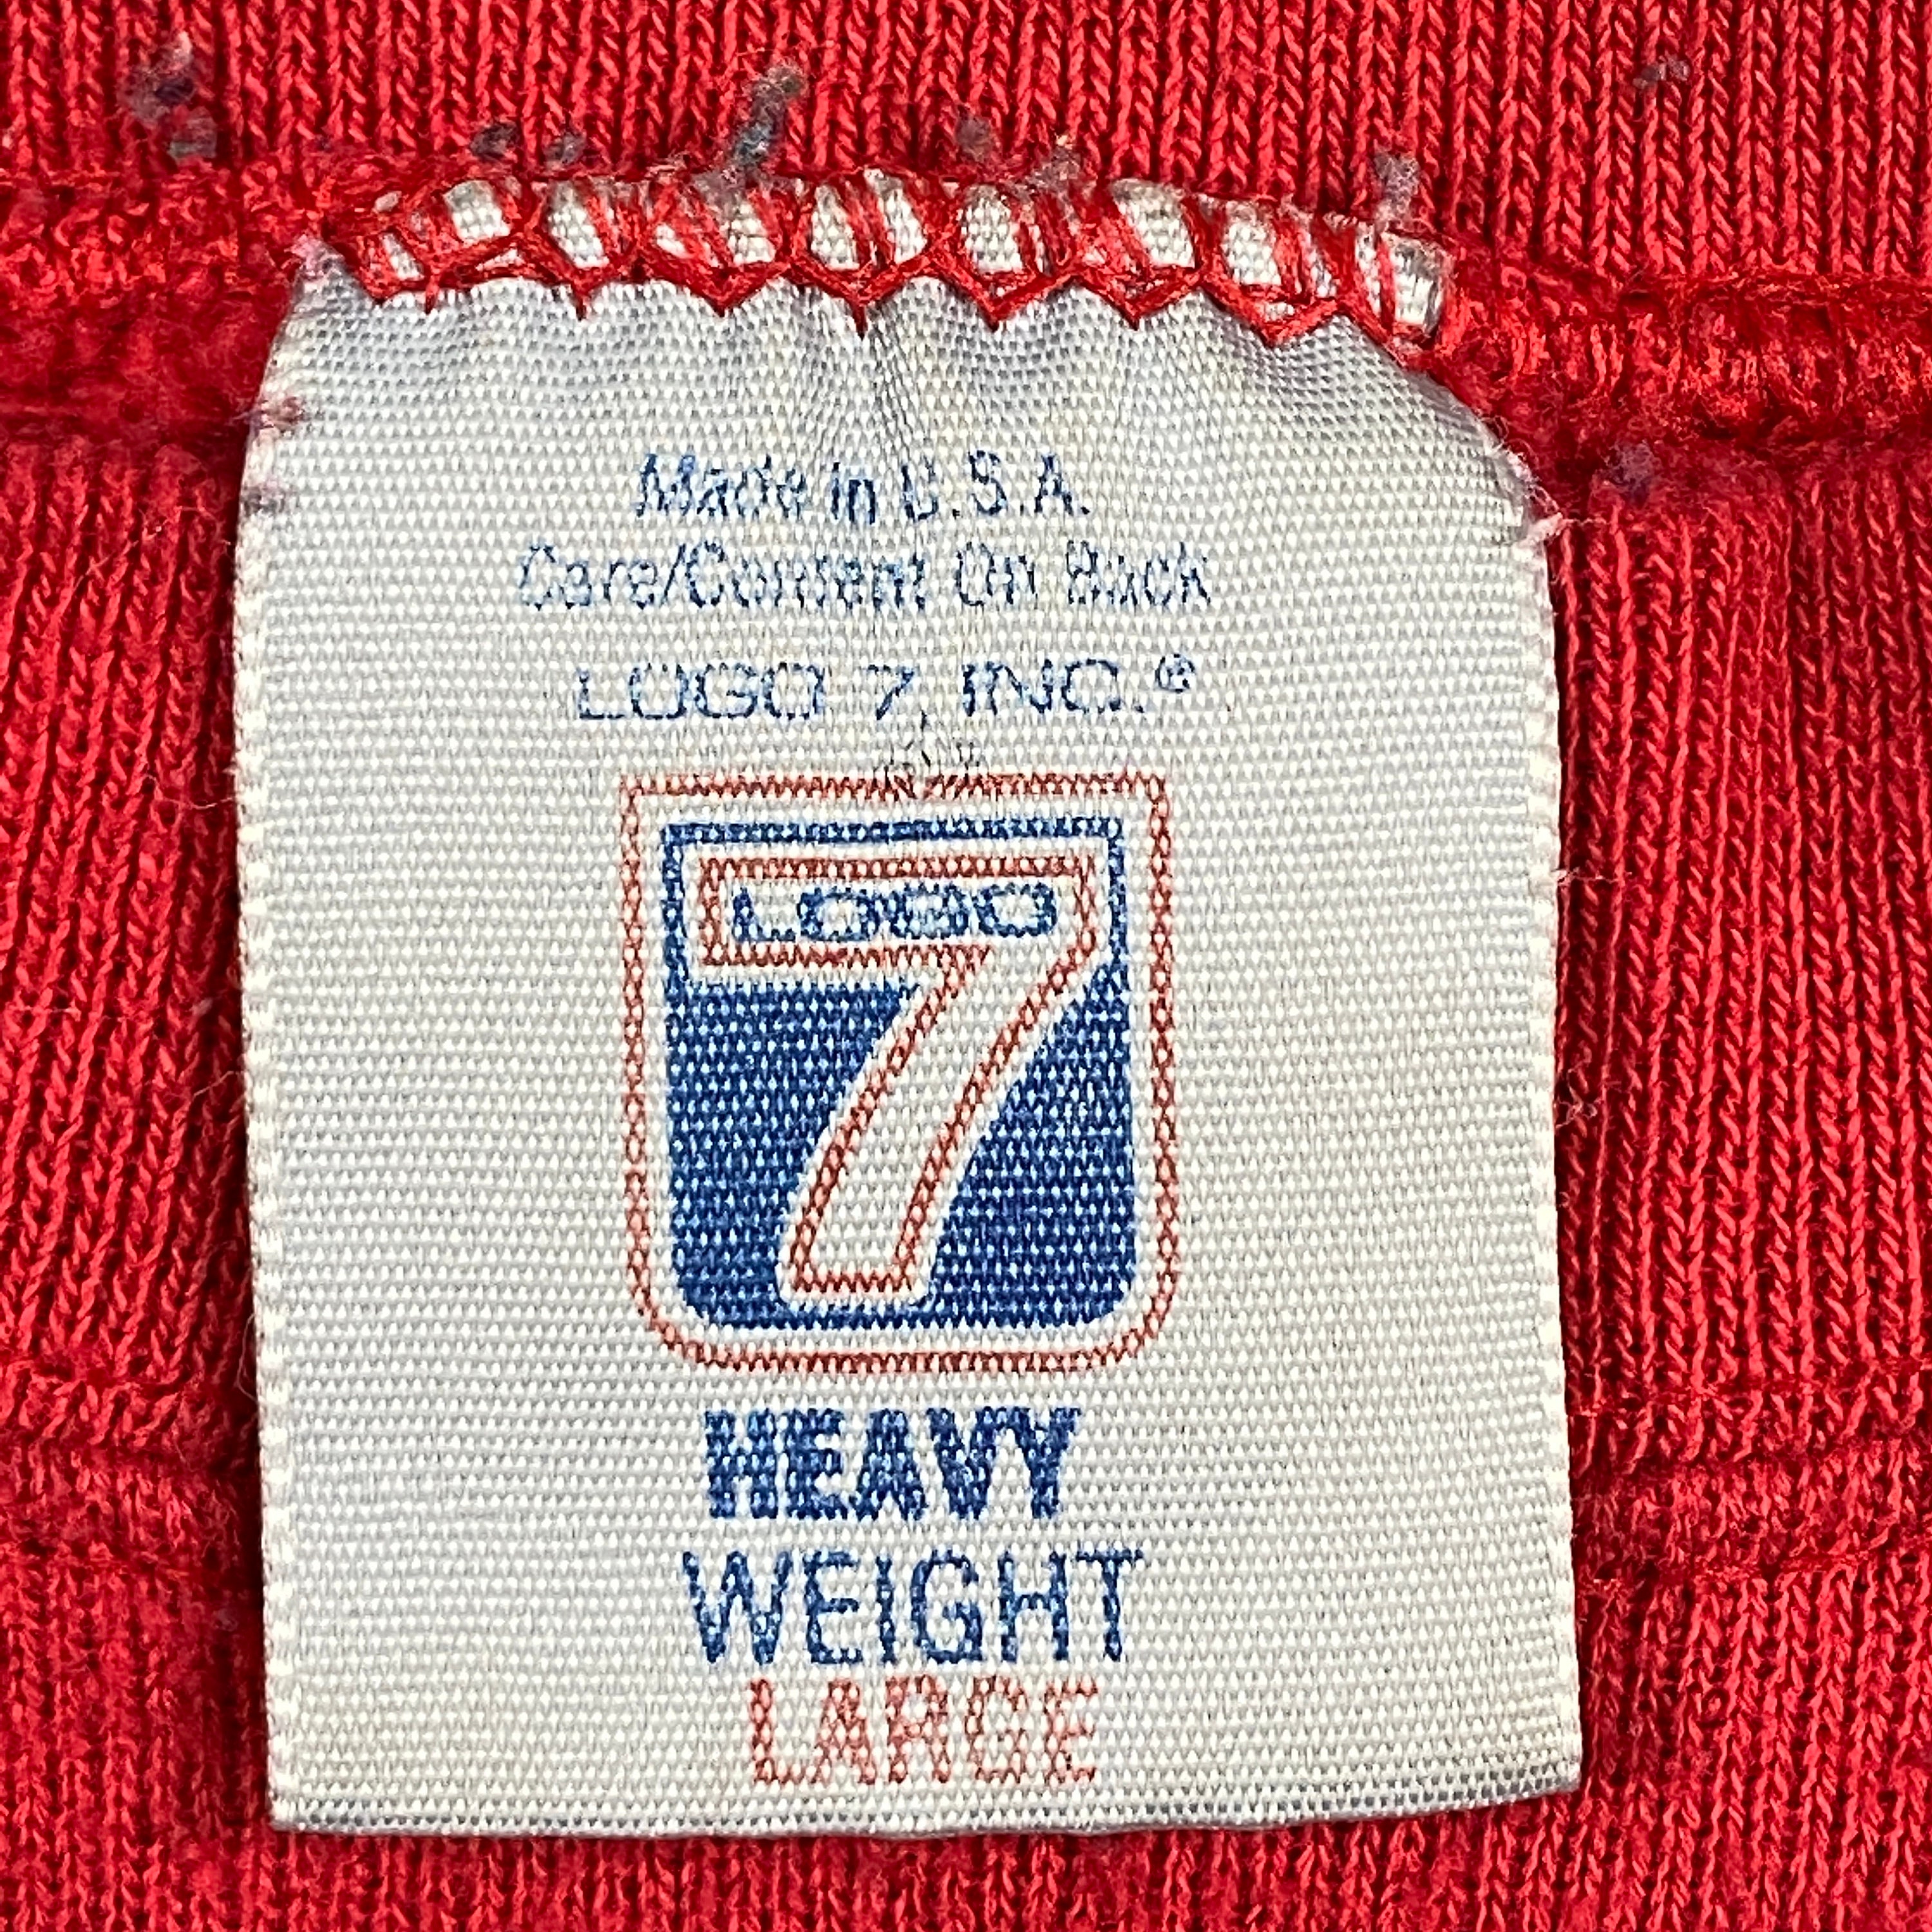 Made in U.S.A.
Care/Content On Back
LOGO 7, INC.®
LOGO
7
HEAVY
WEIGHT
LARGE